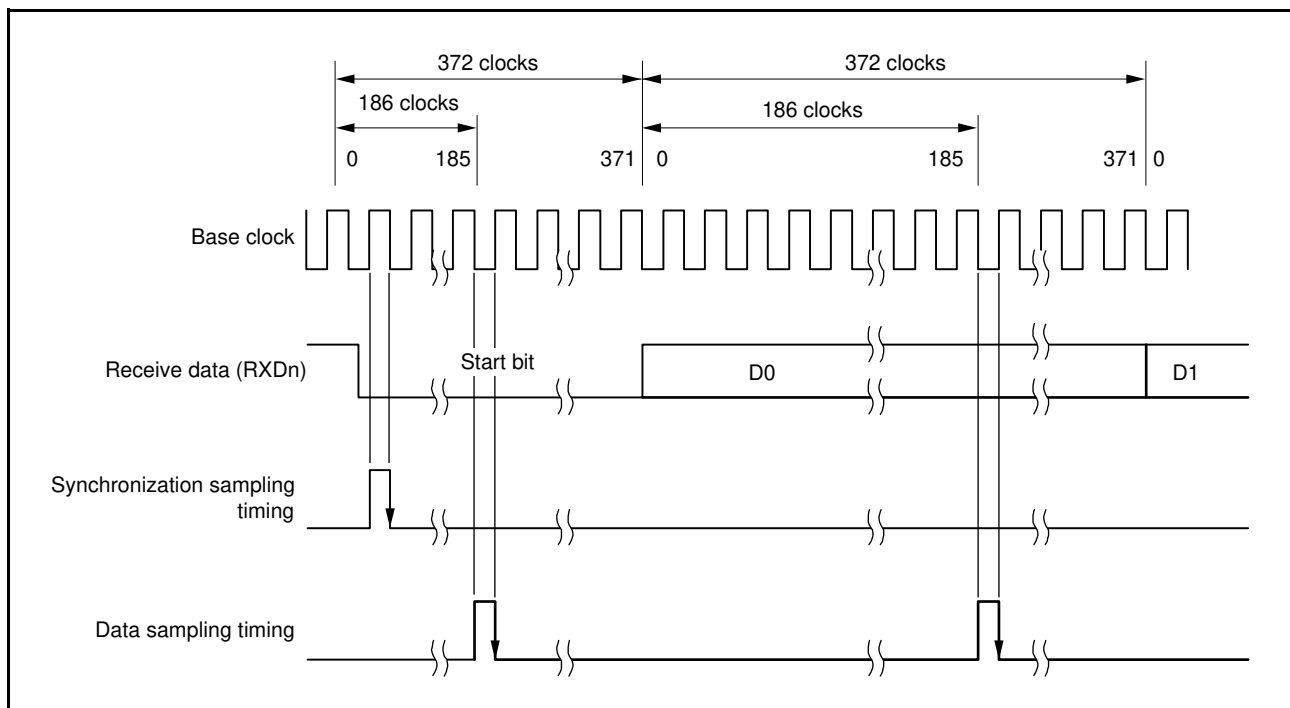 372 clocks
372 clocks
186 clocks
186 clocks
0
185
371
0
185
371
0
Base clock
Receive data (RXDn)
Start bit
D0
D1
Synchronization sampling
timing
Data sampling timing